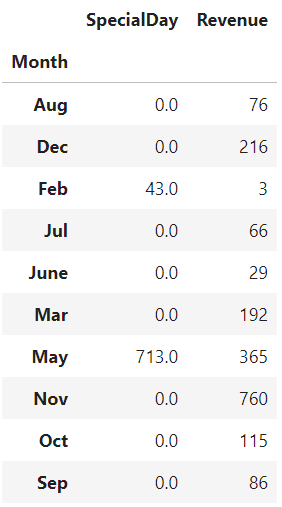 SpecialDay Revenue
Month
Aug 0.0 76
Dec 0.0 216
Feb 43.0 3
Jul 0.0 66
June 0.0 29
Mar 0.0 192
May 713.0 365
Nov 0.0 760
Oct 0.0 115
Sep 0.0 86